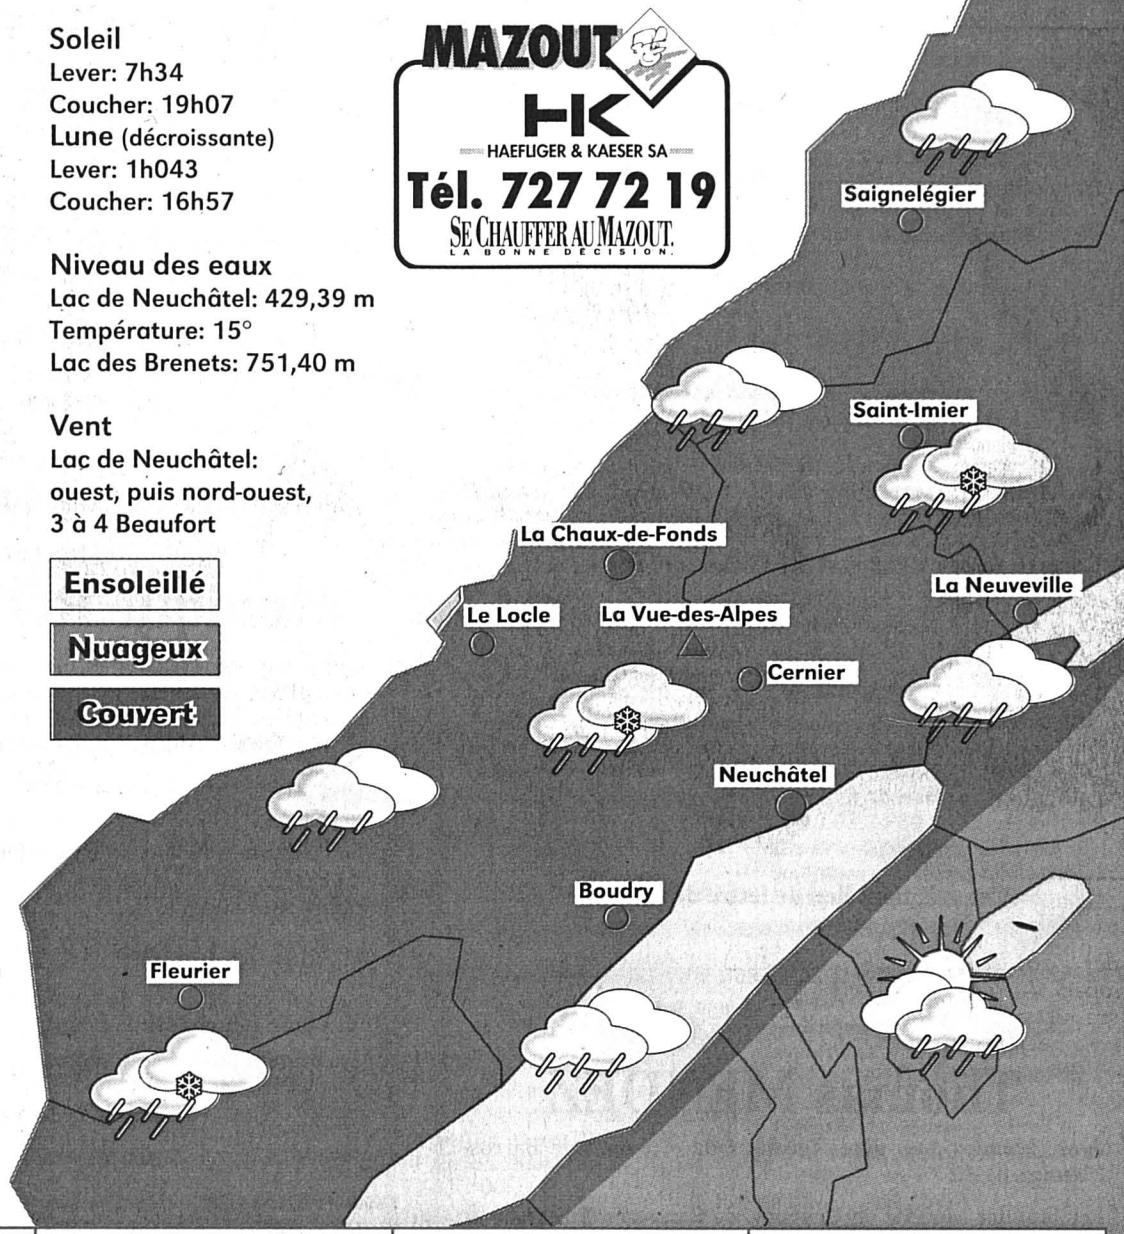 Soleil
Lever: 7h34
Coucher: 19h07
Lune (décroissante)
Lever: 1h043
Coucher: 16h57
Niveau des eaux
Lac de Neuchâtel: 429,39 m
Température: 15°
Lac des Brenets: 751,40 m
Vent
Lac de Neuchâtel:
ouest, puis nord-ouest,
3 à 4 Beaufort
Ensoleillé
Nuageux
Couvert
MAZOUT
HK
HAEFLIGER & KAESER SA
Tél. 727 72 19
SE CHAUFFER AU MAZOUT.
LA BONNE DÉCISION.
Saignelégier
Saint-Imier
La Chaux-de-Fonds
La Neuveville
Le Locle
La Vue-des-Alpes
Cernier
Neuchâtel
Boudry
Fleurier